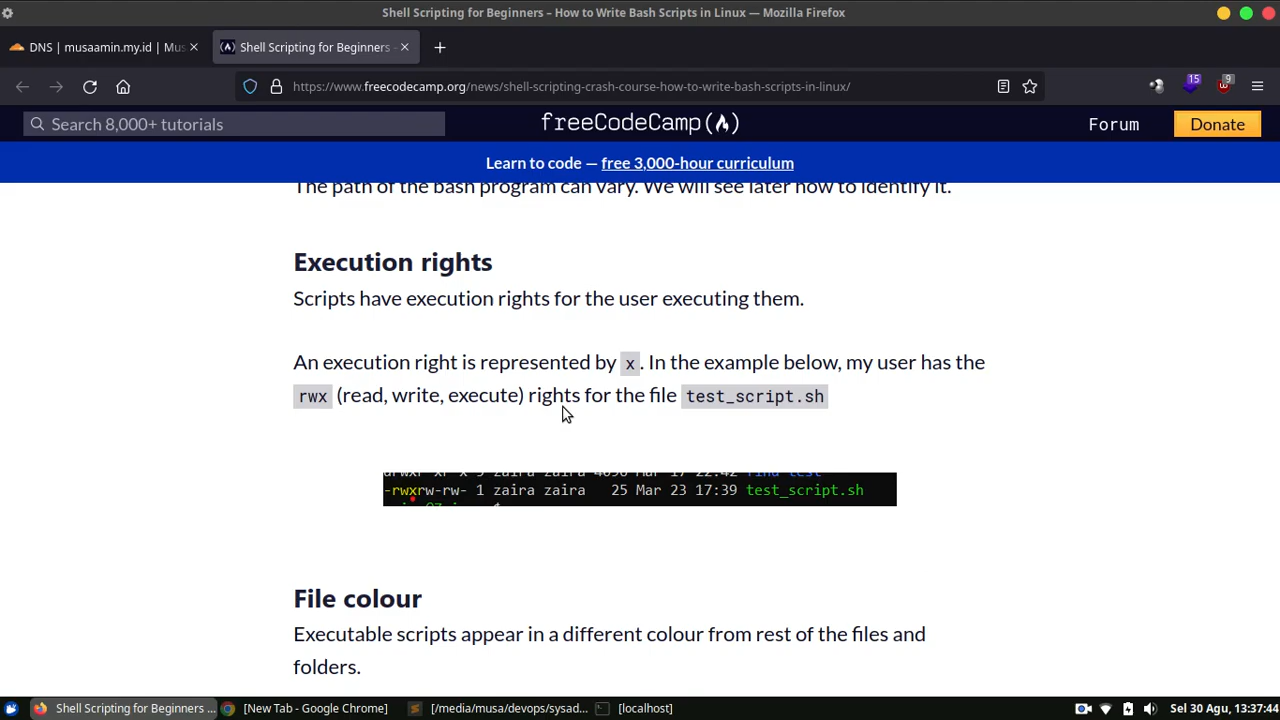 Shell Scripting for Beginners – How to Write Bash Scripts in Linux — Mozilla Firefox
DNS | musaamin.my.id | Mus
Shell Scripting for Beginners -
https://www.freecodecamp.org/news/shell-scripting-crash-course-how-to-write-bash-scripts-in-linux/
15
9
Search 8,000+ tutorials
freeCodeCamp
Forum
Donate
Learn to code — free 3,000-hour curriculum
The path of the bash program can vary. We will see later how to identify it.
Execution rights
Scripts have execution rights for the user executing them.
An execution right is represented by x. In the example below, my user has the
rwx (read, write, execute) rights for the file test_script.sh
-rwxrw-rw- 1 zaira zaira 25 Mar 23 17:39 test_script.sh
File colour
Executable scripts appear in a different colour from rest of the files and
folders.
Shell Scripting for Beginners ...
[New Tab - Google Chrome]
[/media/musa/devops/sysad...
[localhost]
Sel 30 Agu, 13:37:44